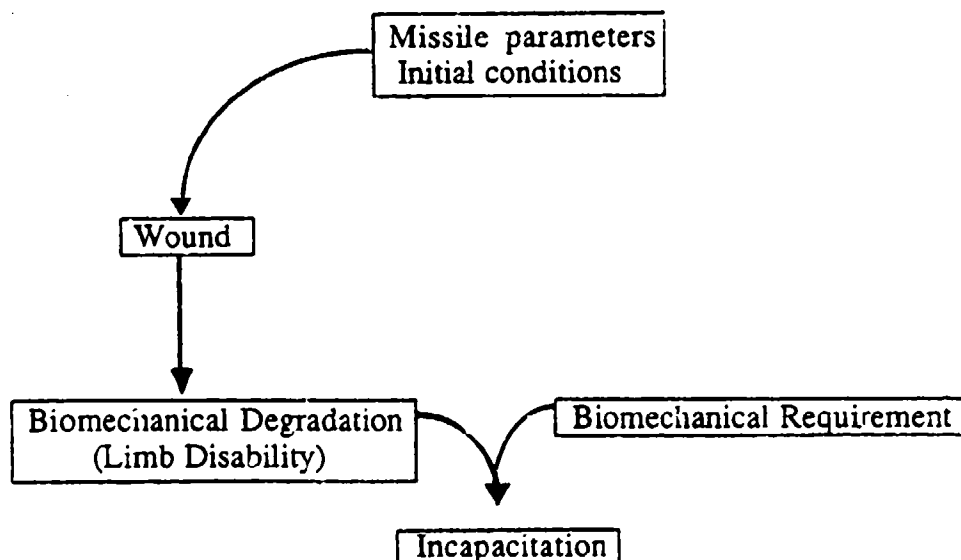 Missile parameters
Initial conditions
Wound
Biomechanical Degradation
(Limb Disability)
Biomechanical Requirement
Incapacitation